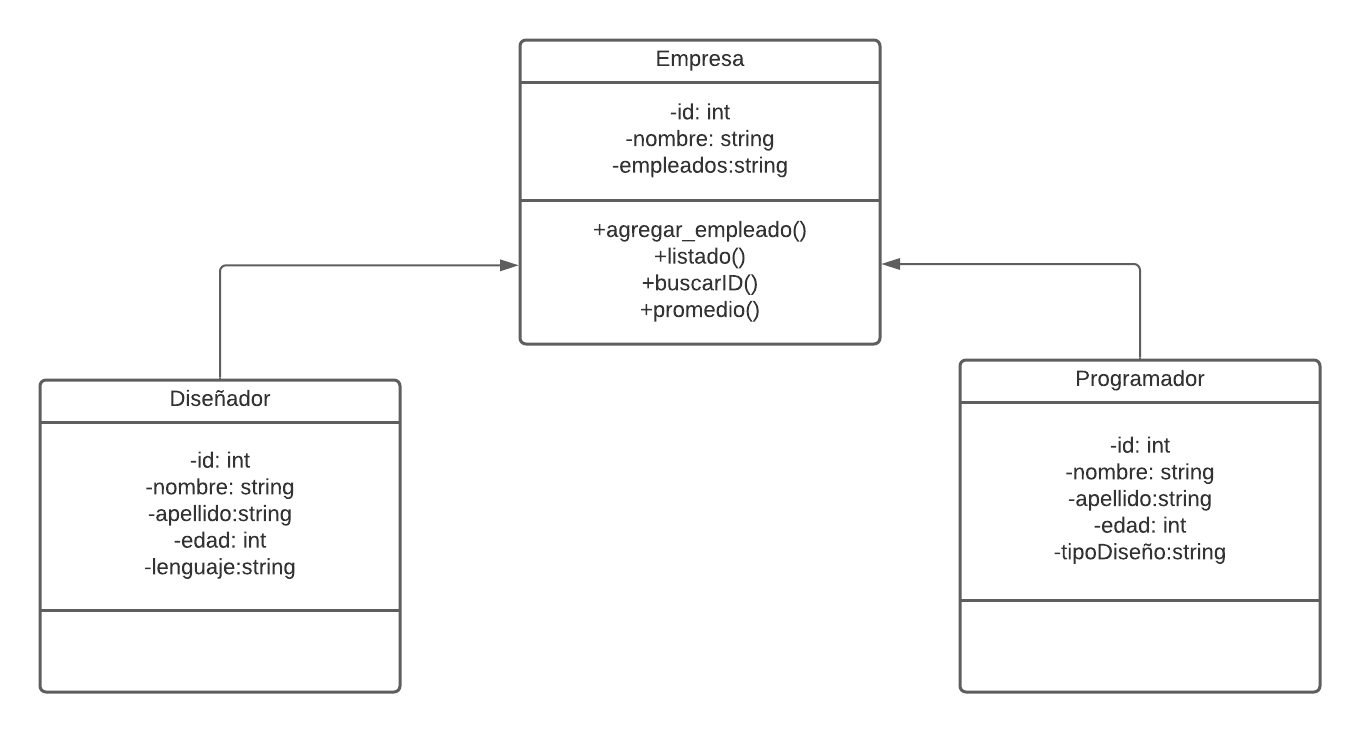 Empresa
-id: int
-nombre: string
-empleados:string
+agregar_empleado()
+listado()
+buscarID()
+promedio()
Diseñador
-id: int
-nombre: string
-apellido:string
-edad: int
-lenguaje:string
Programador
-id: int
-nombre: string
-apellido:string
-edad: int
-tipoDiseño:string